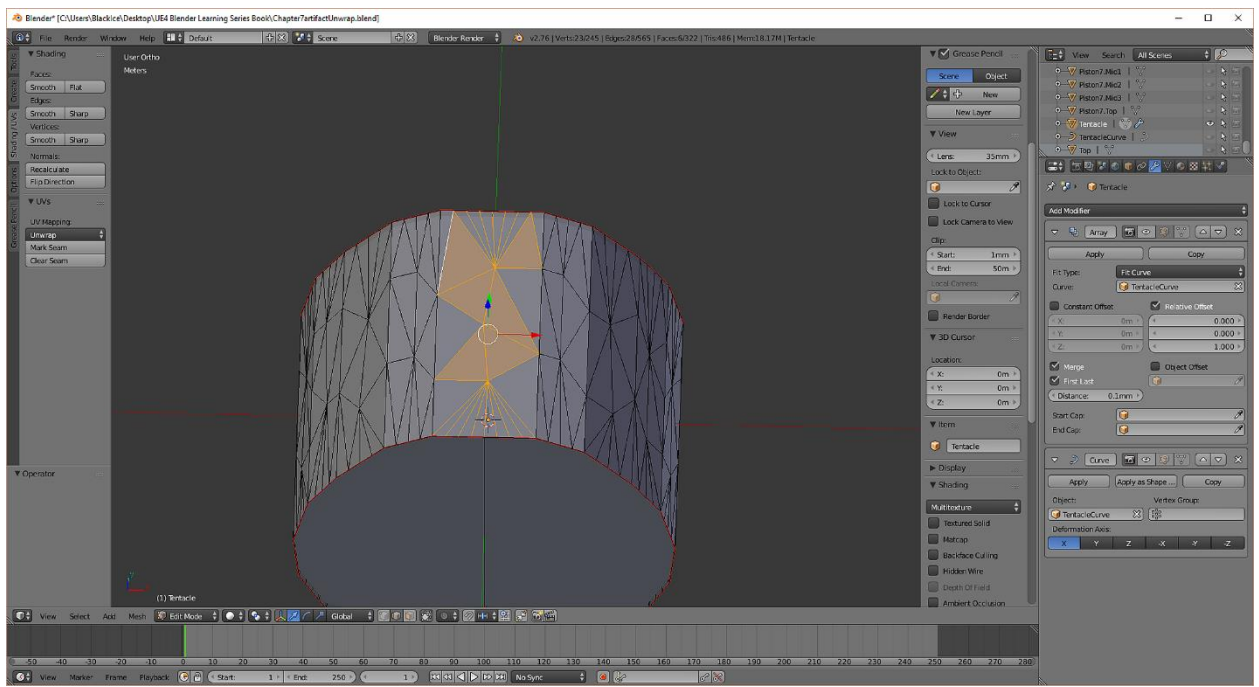 Blender* [C:\Users\BlackIce\Desktop\UE4 Blender Learning Series Book\Chapter7artifactUnwrap.blend]
File Render Window Help Default Scene Blender Render v2.76 | Verts:23/245 | Edges:28/565 | Faces:6/322 | Tris:486 | Mem:18.17M | Tentacle
Tools
Create
Shading / UVs
Options
Grease Pencil
Shading
Faces:
Smooth Flat
Edges:
Smooth Sharp
Vertices:
Smooth Sharp
Normals:
Recalculate
Flip Direction
UVs
UV Mapping:
Unwrap
Mark Seam
Clear Seam
Operator
User Ortho
Meters
(1) Tentacle
Grease Pencil
Scene Object
New
New Layer
View
Lens: 35mm
Lock to Object:
Lock to Cursor
Lock Camera to View
Clip:
Start: 1mm
End: 50m
Local Camera:
Render Border
3D Cursor
Location:
X: 0m
Y: 0m
Z: 0m
Item
Tentacle
Display
Shading
Multitexture
Textured Solid
Matcap
Backface Culling
Hidden Wire
Depth Of Field
Ambient Occlusion
View Search All Scenes
Piston7.Mid1
Piston7.Mid2
Piston7.Mid3
Piston7.Top
Tentacle
TentacleCurve
Top
Tentacle
Add Modifier
Array
Apply Copy
Fit Type: Fit Curve
Curve: TentacleCurve
Constant Offset Relative Offset
X: 0m 0.000
Y: 0m 0.000
Z: 0m 1.000
Merge Object Offset
First Last
Distance: 0.1mm
Start Cap:
End Cap:
Curve
Apply Apply as Shape ... Copy
Object: Vertex Group:
TentacleCurve
Deformation Axis:
X Y Z -X -Y -Z
View Select Add Mesh Edit Mode Global
-50 -40 -30 -20 -10 0 10 20 30 40 50 60 70 80 90 100 110 120 130 140 150 160 170 180 190 200 210 220 230 240 250 260 270 280
View Marker Frame Playback Start: 1 End: 250 1 No Sync